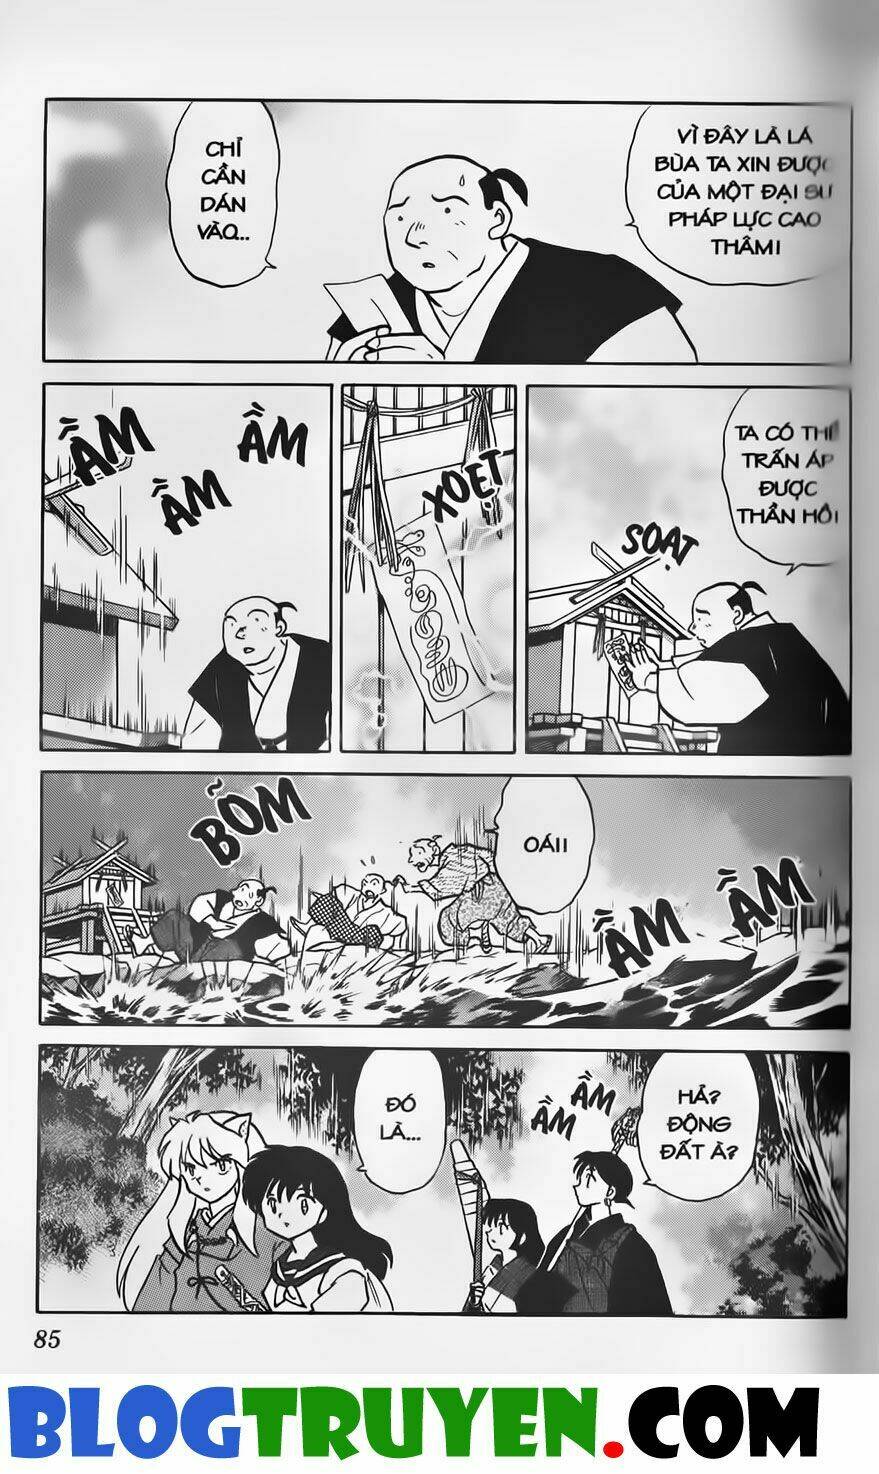 VÌ ĐÂY LÀ LÁ
BÙA TA XIN ĐƯỢC
CỦA MỘT ĐẠI SƯ
PHÁP LỰC CAO
THÂM!
CHỈ
CẦN
DÁN
VÀO...
TA CÓ THỂ
TRẤN ÁP
ĐƯỢC
THẦN HỒ!
SOẠT
XOẸT
ẦM
ẦM
ẦM
OÁI!
BÕM
ẦM
ẦM
HẢ?
ĐỘNG
ĐẤT À?
ẦM
ẦM
ĐÓ
LÀ...
85
BLOGTRUYEN.COM